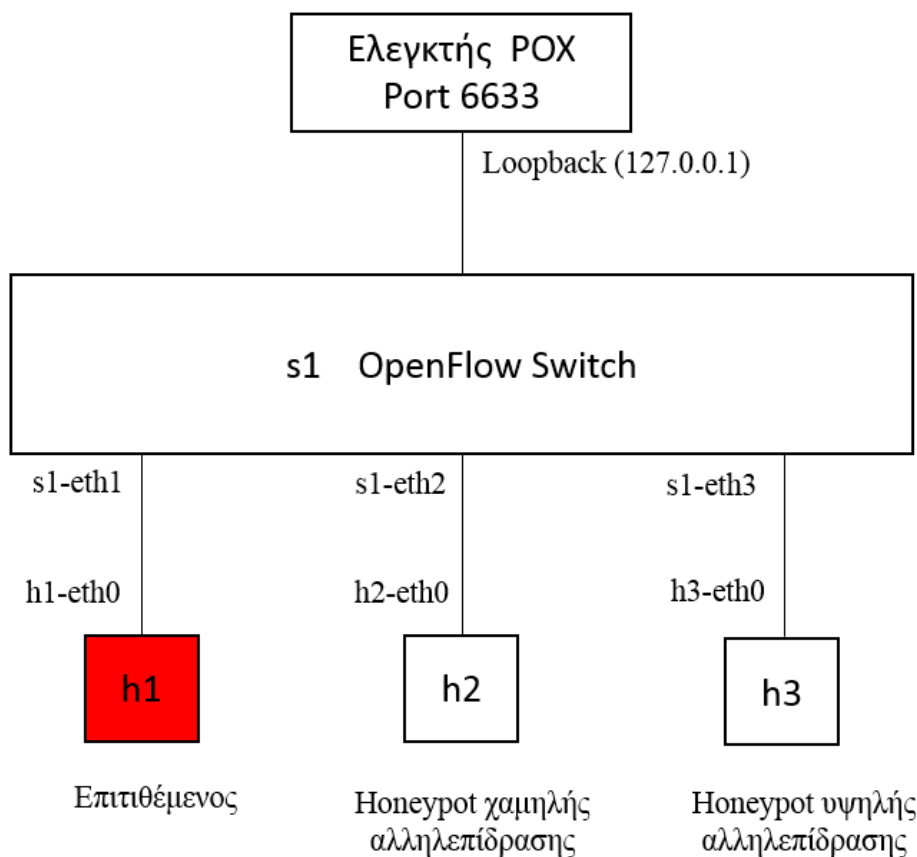 Ελεγκτής POX
Port 6633
Loopback (127.0.0.1)
s1 OpenFlow Switch
s1-eth1
s1-eth2
s1-eth3
h1-eth0
h2-eth0
h3-eth0
h1
h2
h3
Επιτιθέμενος
Honeypot χαμηλής
αλληλεπίδρασης
Honeypot υψηλής
αλληλεπίδρασης